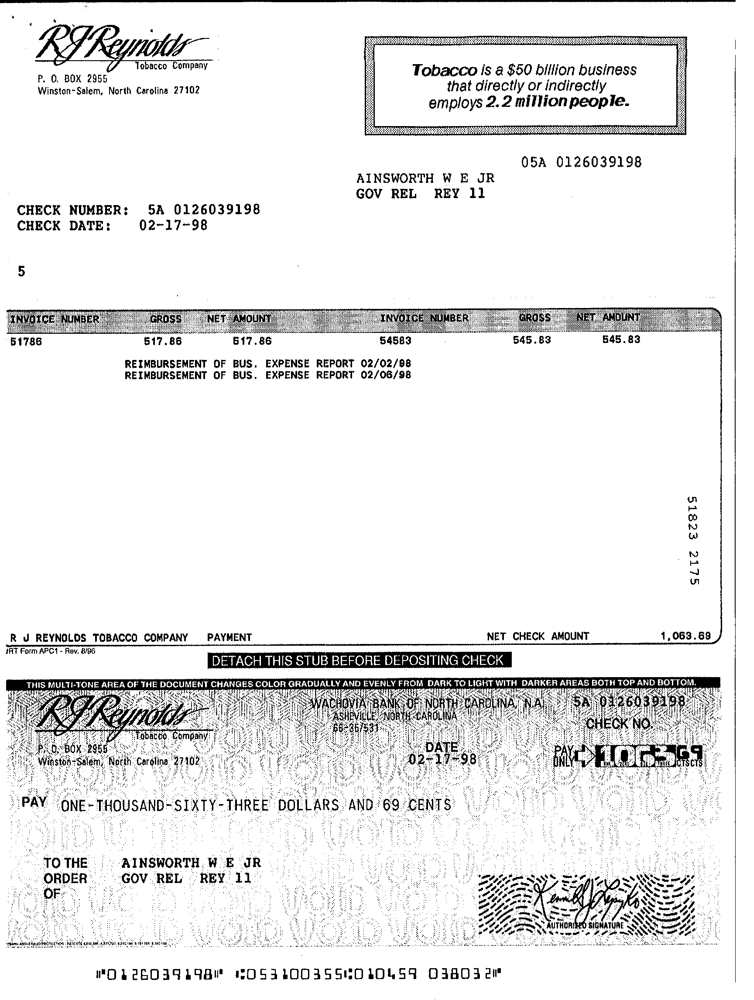 RJReynolds
Tobacco Company
P. O. BOX 2955
Winston-Salem, North Carolina 27102
Tobacco is a $50 billion business
that directly or indirectly
employs 2.2 million people.
05A 0126039198
AINSWORTH W E JR
GOV REL REY 11
CHECK NUMBER: 5A 0126039198
CHECK DATE: 02-17-98
5
INVOICE NUMBER GROSS NET AMOUNT INVOICE NUMBER GROSS NET AMOUNT
51786 517.86 517.86 54583 545.83 545.83
REIMBURSEMENT OF BUS. EXPENSE REPORT 02/02/98
REIMBURSEMENT OF BUS. EXPENSE REPORT 02/06/98
51823 2175
R J REYNOLDS TOBACCO COMPANY PAYMENT NET CHECK AMOUNT 1,063.69
JRT Form APC1 - Rev. 8/96
DETACH THIS STUB BEFORE DEPOSITING CHECK
THIS MULTI-TONE AREA OF THE DOCUMENT CHANGES COLOR GRADUALLY AND EVENLY FROM DARK TO LIGHT WITH DARKER AREAS BOTH TOP AND BOTTOM.
RJReynolds
Tobacco Company
P. O. BOX 2955
Winston-Salem, North Carolina 27102
WACHOVIA BANK OF NORTH CAROLINA, N.A.
ASHEVILLE, NORTH CAROLINA
66-35/531
5A 0126039198
CHECK NO.
DATE
02-17-98
PAY ONLY 1063 69 CTSCTS
PAY ONE-THOUSAND-SIXTY-THREE DOLLARS AND 69 CENTS
TO THE AINSWORTH W E JR
ORDER GOV REL REY 11
OF
AUTHORIZED SIGNATURE
⑈0126039198⑈ ⑆053100355⑆010459 038032⑈